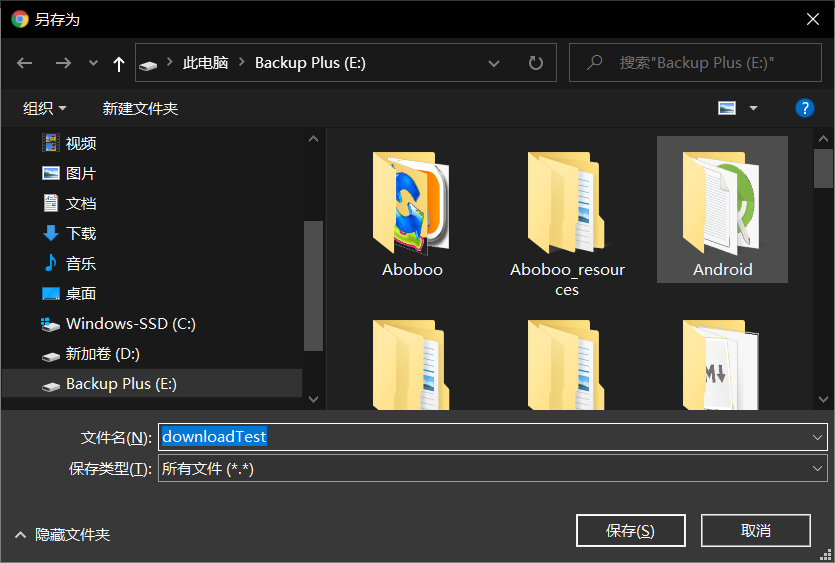 另存为
此电脑 Backup Plus (E:)
搜索"Backup Plus (E:)"
组织 新建文件夹
?
视频
图片
文档
下载
音乐
桌面
Windows-SSD (C:)
新加卷 (D:)
Backup Plus (E:)
Aboboo
Aboboo_resour
ces
Android
M
文件名(N):
downloadTest
保存类型(T):
所有文件 (*.*)
隐藏文件夹
保存(S)
取消